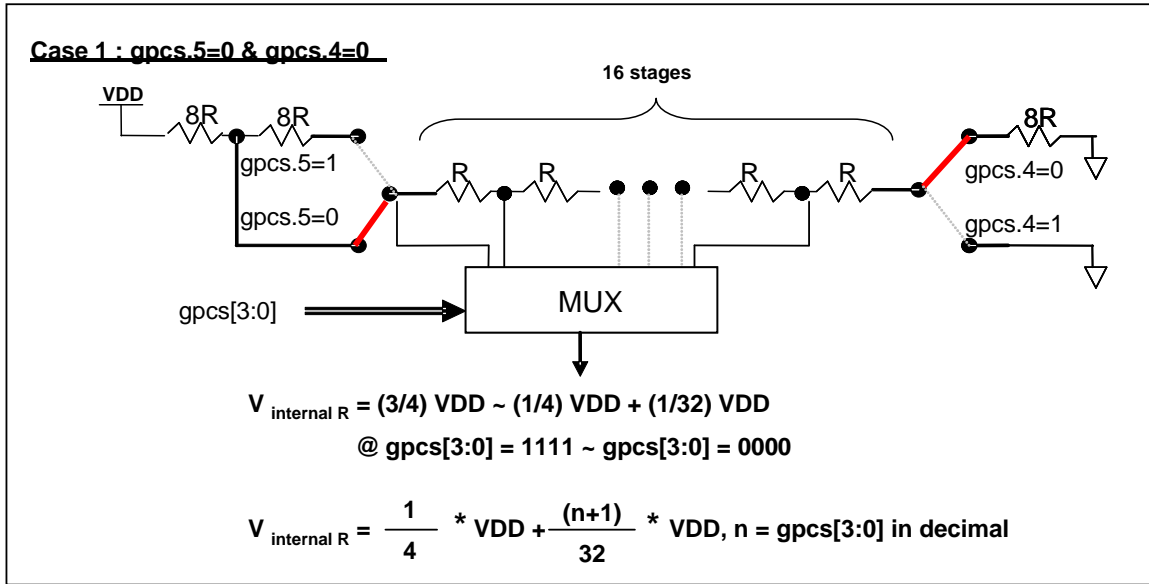 Case 1 : gpcs.5=0 & gpcs.4=0
16 stages
VDD
8R 8R 8R
gpcs.5=1
gpcs.4=0
R R R R
gpcs.5=0
gpcs.4=1
MUX
gpcs[3:0]
V internal R = (3/4) VDD ~ (1/4) VDD + (1/32) VDD
@ gpcs[3:0] = 1111 ~ gpcs[3:0] = 0000
V internal R = 1/4 * VDD + (n+1)/32 * VDD, n = gpcs[3:0] in decimal